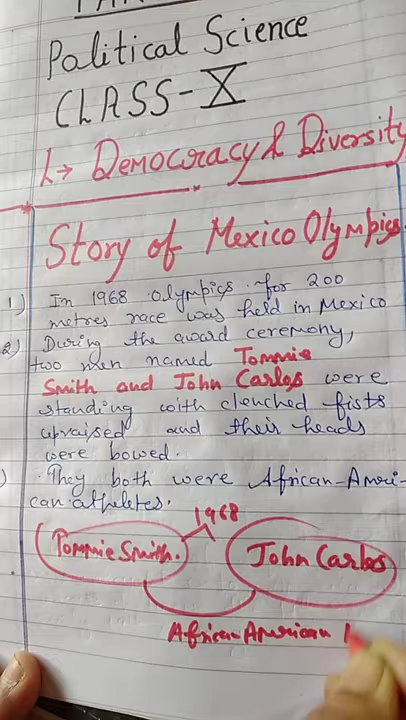 Political Science
CLASS-X
1→ Democracy & Diversity
Story of Mexico Olympics
1) In 1968 olympics for 200
metres race was held in Mexico
2) During the award ceremony,
two men named Tommie
Smith and John Carlos were
standing with clenched fists
upraised and their heads
were bowed.
) They both were African-Amri-
can athletes.
1968
Tommie Smith. John Carlos
African-American